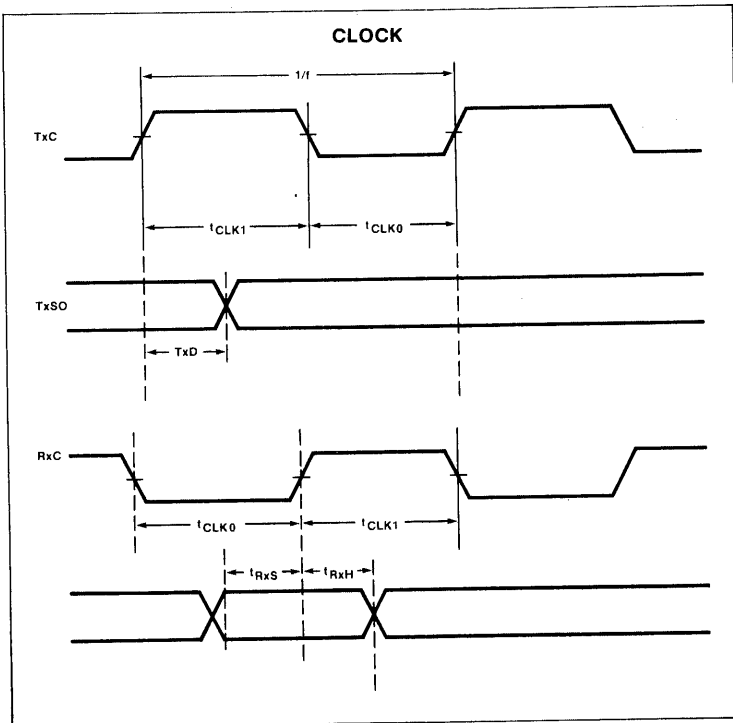 CLOCK
1/f
TxC
tCLK1 tCLK0
TxSO
TxD
RxC
tCLK0 tCLK1
tRxS tRxH